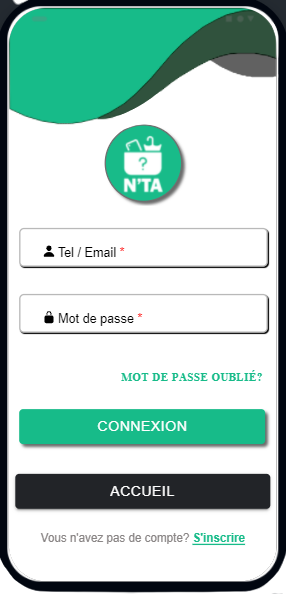 ?
N'TA
Tel / Email *
Mot de passe *
MOT DE PASSE OUBLIÉ?
CONNEXION
ACCUEIL
Vous n'avez pas de compte? S'inscrire